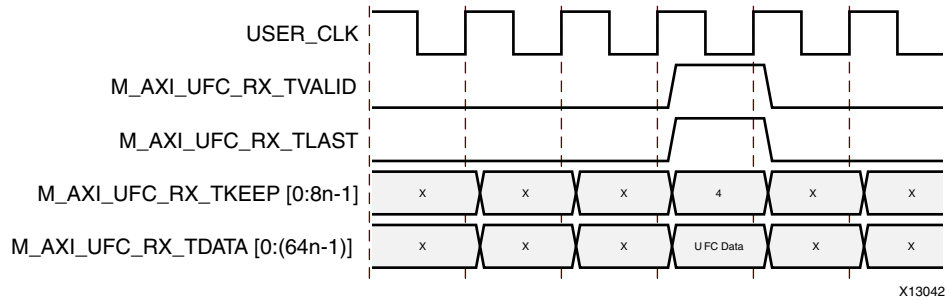 USER_CLK
M_AXI_UFC_RX_TVALID
M_AXI_UFC_RX_TLAST
M_AXI_UFC_RX_TKEEP [0:8n-1] X X X 4 X X
M_AXI_UFC_RX_TDATA [0:(64n-1)] X X X UFC Data X X
X13042